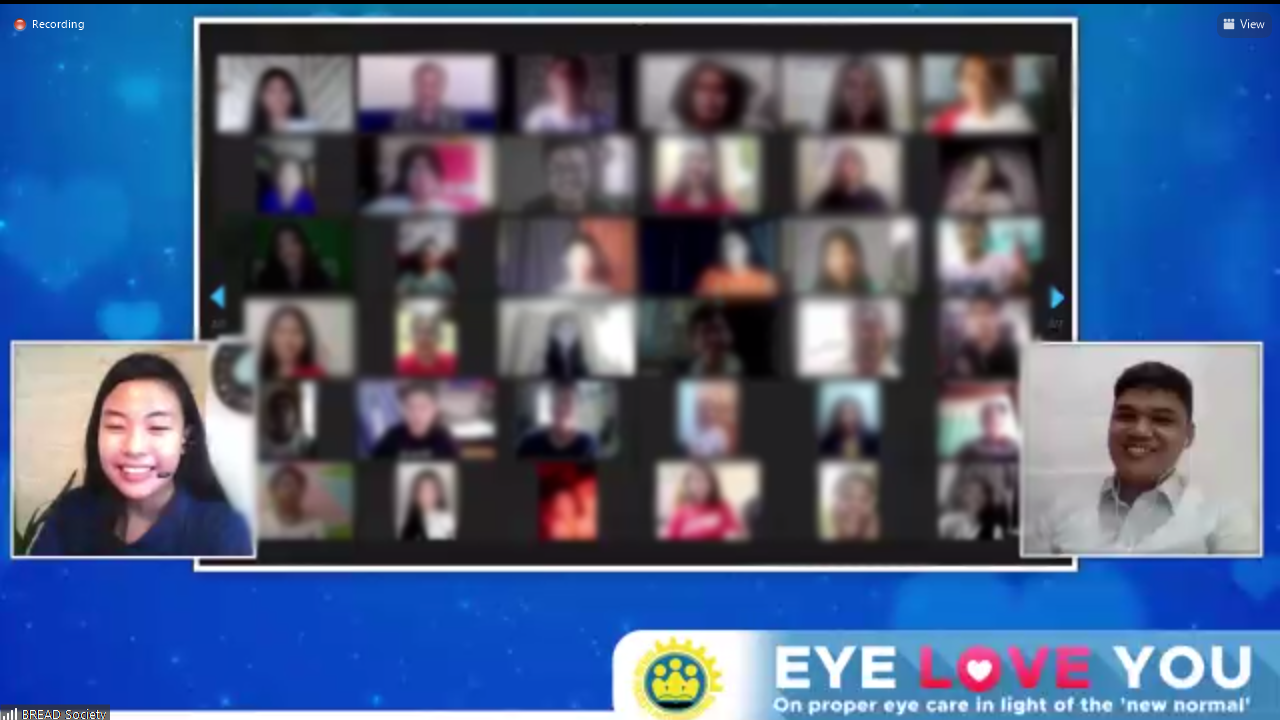 Recording
View
EYE LOVE YOU
On proper eye care in light of the 'new normal'
BREAD Society